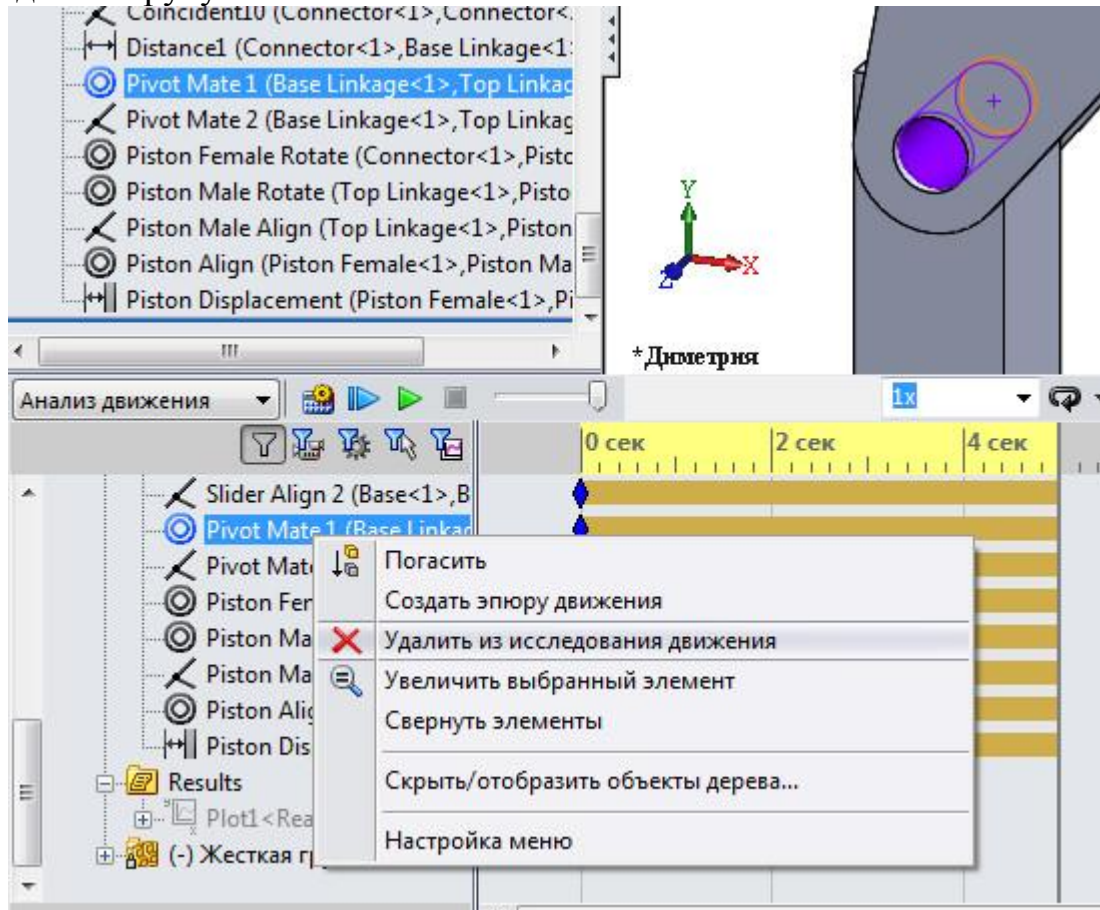 Coincident10 (Connector<1>,Connector<
Distance1 (Connector<1>,Base Linkage<1
Pivot Mate 1 (Base Linkage<1>,Top Linkag
Pivot Mate 2 (Base Linkage<1>,Top Linkag
Piston Female Rotate (Connector<1>,Pistc
Piston Male Rotate (Top Linkage<1>,Pisto
Piston Male Align (Top Linkage<1>,Piston
Piston Align (Piston Female<1>,Piston Ma
Piston Displacement (Piston Female<1>,Pi
Y
X
Z
*Диметрия
Анализ движения
1x
0 сек
2 сек
4 сек
Slider Align 2 (Base<1>,B
Pivot Mate 1 (Base Linkag
Pivot Mate
Piston Fer
Piston Ma
Piston Ma
Piston Alig
Piston Dis
Results
Plot1<Rea
(-) Жесткая гр
Погасить
Создать эпюру движения
Удалить из исследования движения
Увеличить выбранный элемент
Свернуть элементы
Скрыть/отобразить объекты дерева...
Настройка меню